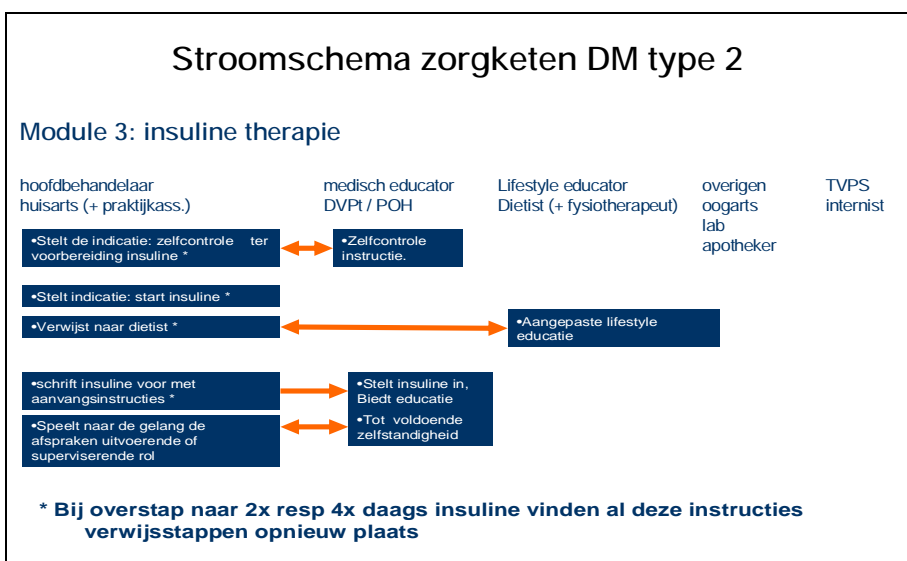 Stroomschema zorgketen DM type 2
Module 3: insuline therapie
hoofdbehandelaar
huisarts (+ praktijkass.)
medisch educator
DVPt / POH
Lifestyle educator
Dietist (+ fysiotherapeut)
overigen
oogarts
lab
apotheker
TVPS
internist
•Stelt de indicatie: zelfcontrole ter
voorbereiding insuline *
•Zelfcontrole
instructie.
•Stelt indicatie: start insuline *
•Verwijst naar dietist *
•Aangepaste lifestyle
educatie
•schrift insuline voor met
aanvangsinstructies *
•Stelt insuline in,
Biedt educatie
•Speelt naar de gelang de
afspraken uitvoerende of
superviserende rol
•Tot voldoende
zelfstandigheid
* Bij overstap naar 2x resp 4x daags insuline vinden al deze instructies
verwijsstappen opnieuw plaats